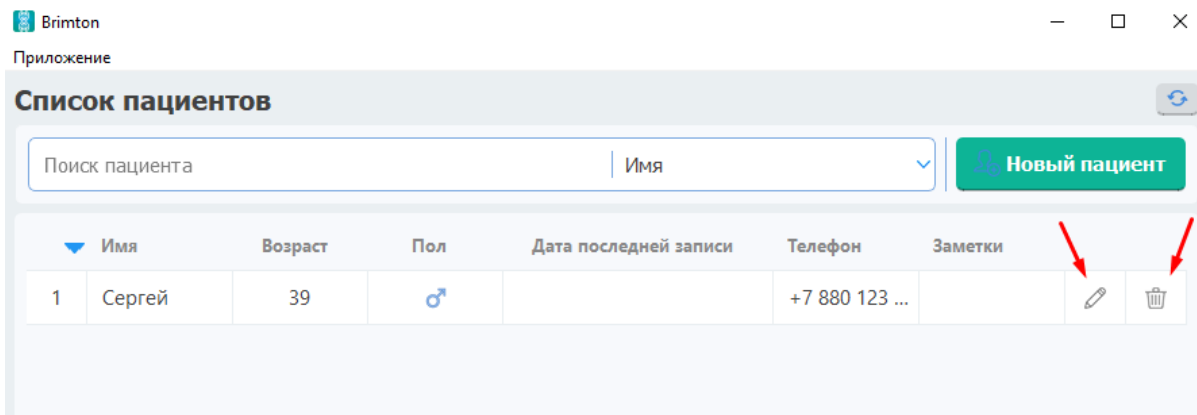 Brimton
Приложение
Список пациентов
Поиск пациента Имя Новый пациент
Имя Возраст Пол Дата последней записи Телефон Заметки
1 Сергей 39 +7 880 123 ...